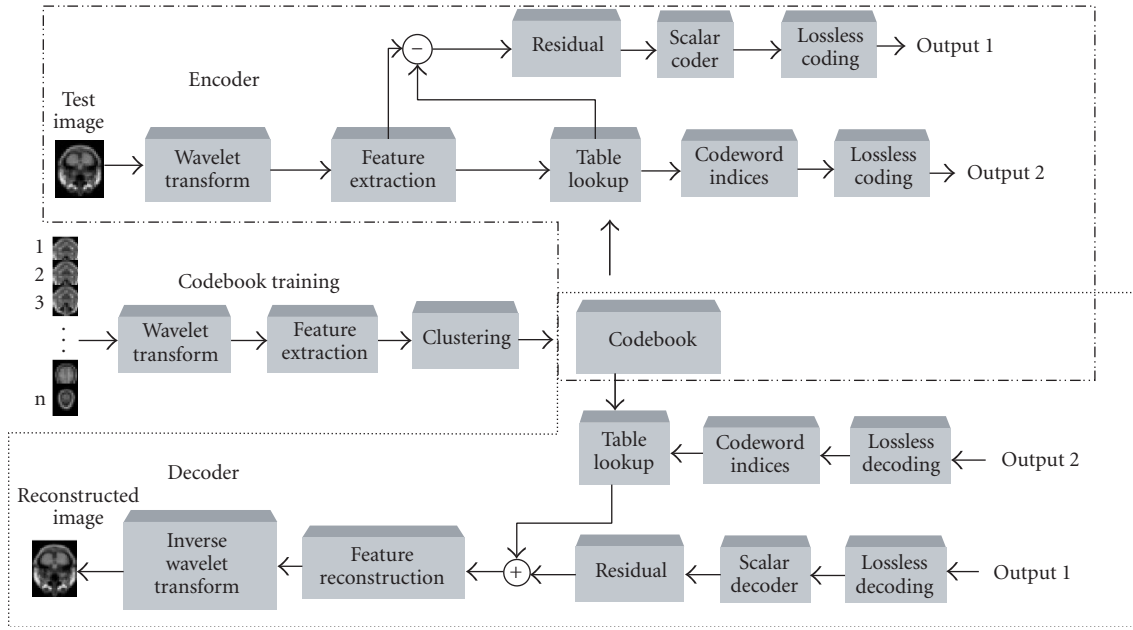 Residual
Scalar
coder
Lossless
coding
Output 1
−
Encoder
Test
image
Wavelet
transform
Feature
extraction
Table
lookup
Codeword
indices
Lossless
coding
Output 2
1
2
3
⋮
n
Codebook training
Wavelet
transform
Feature
extraction
Clustering
Codebook
Table
lookup
Codeword
indices
Lossless
decoding
Output 2
Decoder
Reconstructed
image
Inverse
wavelet
transform
Feature
reconstruction
+
Residual
Scalar
decoder
Lossless
decoding
Output 1